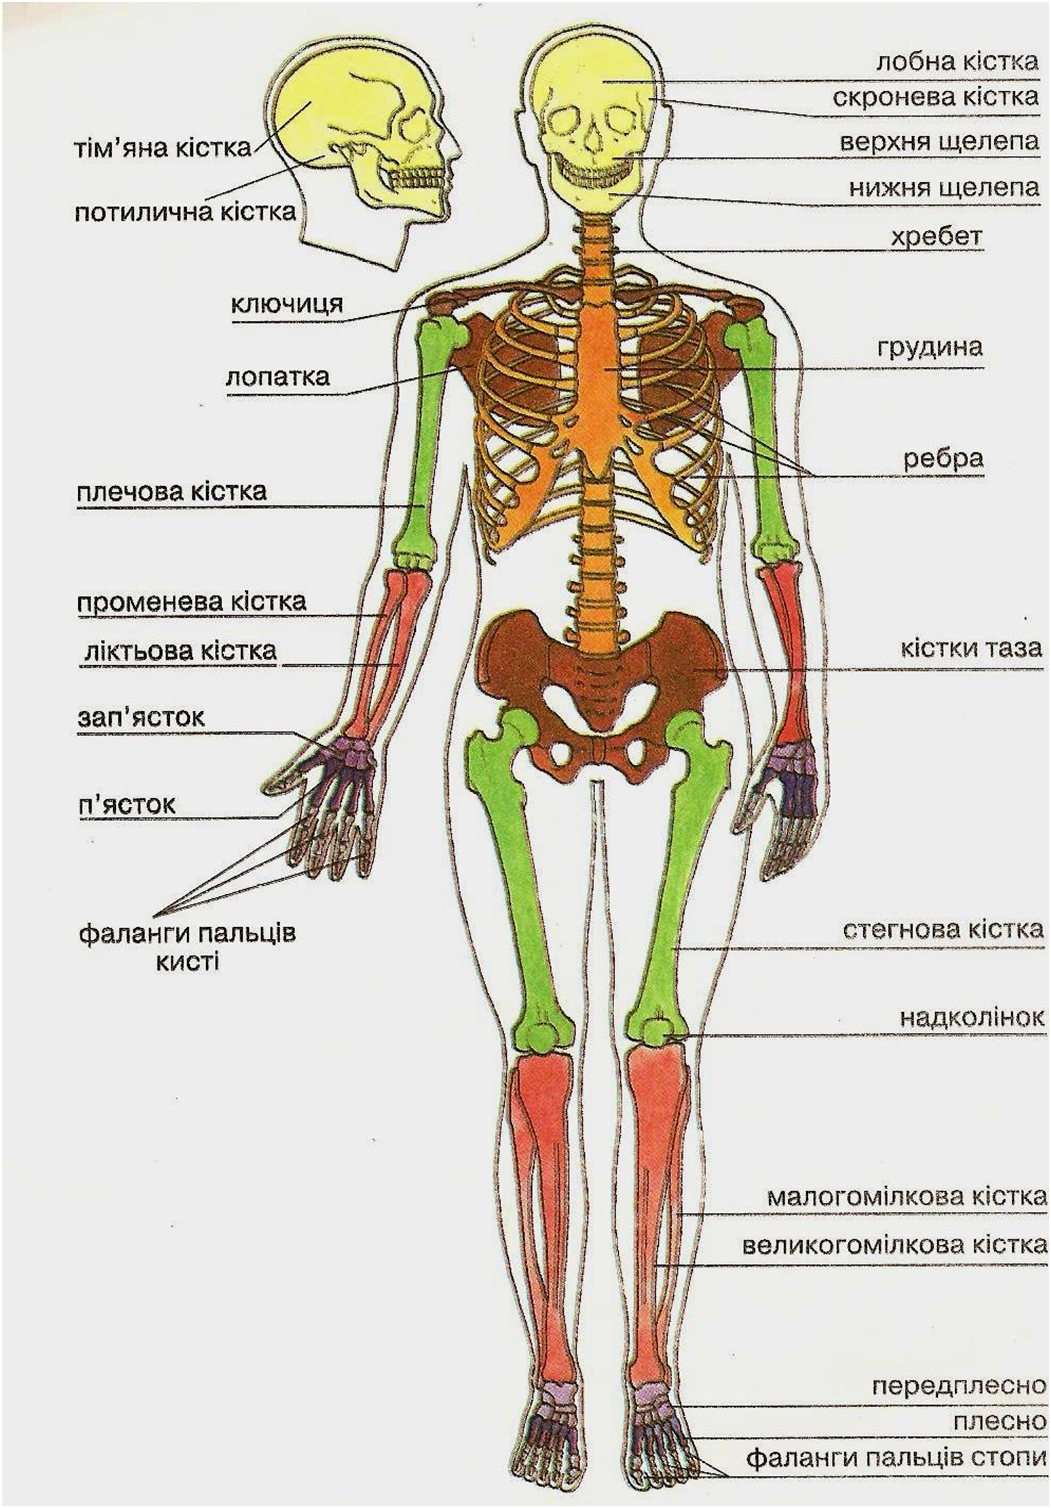 лобна кістка
скронева кістка
верхня щелепа
нижня щелепа
хребет
грудина
ребра
кістки таза
стегнова кістка
надколінок
малогомілкова кістка
великогомілкова кістка
передплесно
плесно
фаланги пальців стопи
тім'яна кістка
потилична кістка
ключиця
лопатка
плечова кістка
променева кістка
ліктьова кістка
зап'ясток
п'ясток
фаланги пальців
кисті